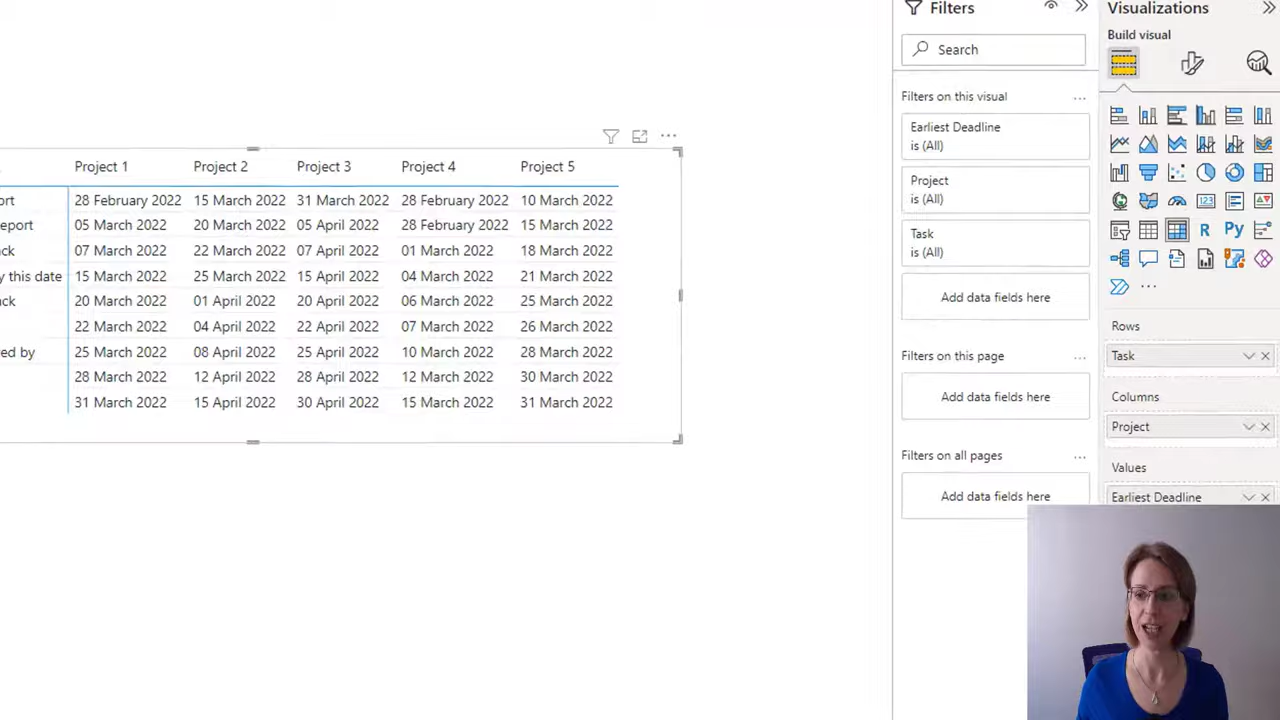 Filters
Visualizations
Build visual
Search
Filters on this visual
Earliest Deadline
is (All)
Project
is (All)
Task
is (All)
Add data fields here
Filters on this page
Add data fields here
Filters on all pages
Add data fields here
123
R
Py
Rows
Task
Columns
Project
Values
Earliest Deadline
Project 1 Project 2 Project 3 Project 4 Project 5
ort 28 February 2022 15 March 2022 31 March 2022 28 February 2022 10 March 2022
eport 05 March 2022 20 March 2022 05 April 2022 28 February 2022 15 March 2022
ack 07 March 2022 22 March 2022 07 April 2022 01 March 2022 18 March 2022
y this date 15 March 2022 25 March 2022 15 April 2022 04 March 2022 21 March 2022
ack 20 March 2022 01 April 2022 20 April 2022 06 March 2022 25 March 2022
22 March 2022 04 April 2022 22 April 2022 07 March 2022 26 March 2022
ed by 25 March 2022 08 April 2022 25 April 2022 10 March 2022 28 March 2022
28 March 2022 12 April 2022 28 April 2022 12 March 2022 30 March 2022
31 March 2022 15 April 2022 30 April 2022 15 March 2022 31 March 2022